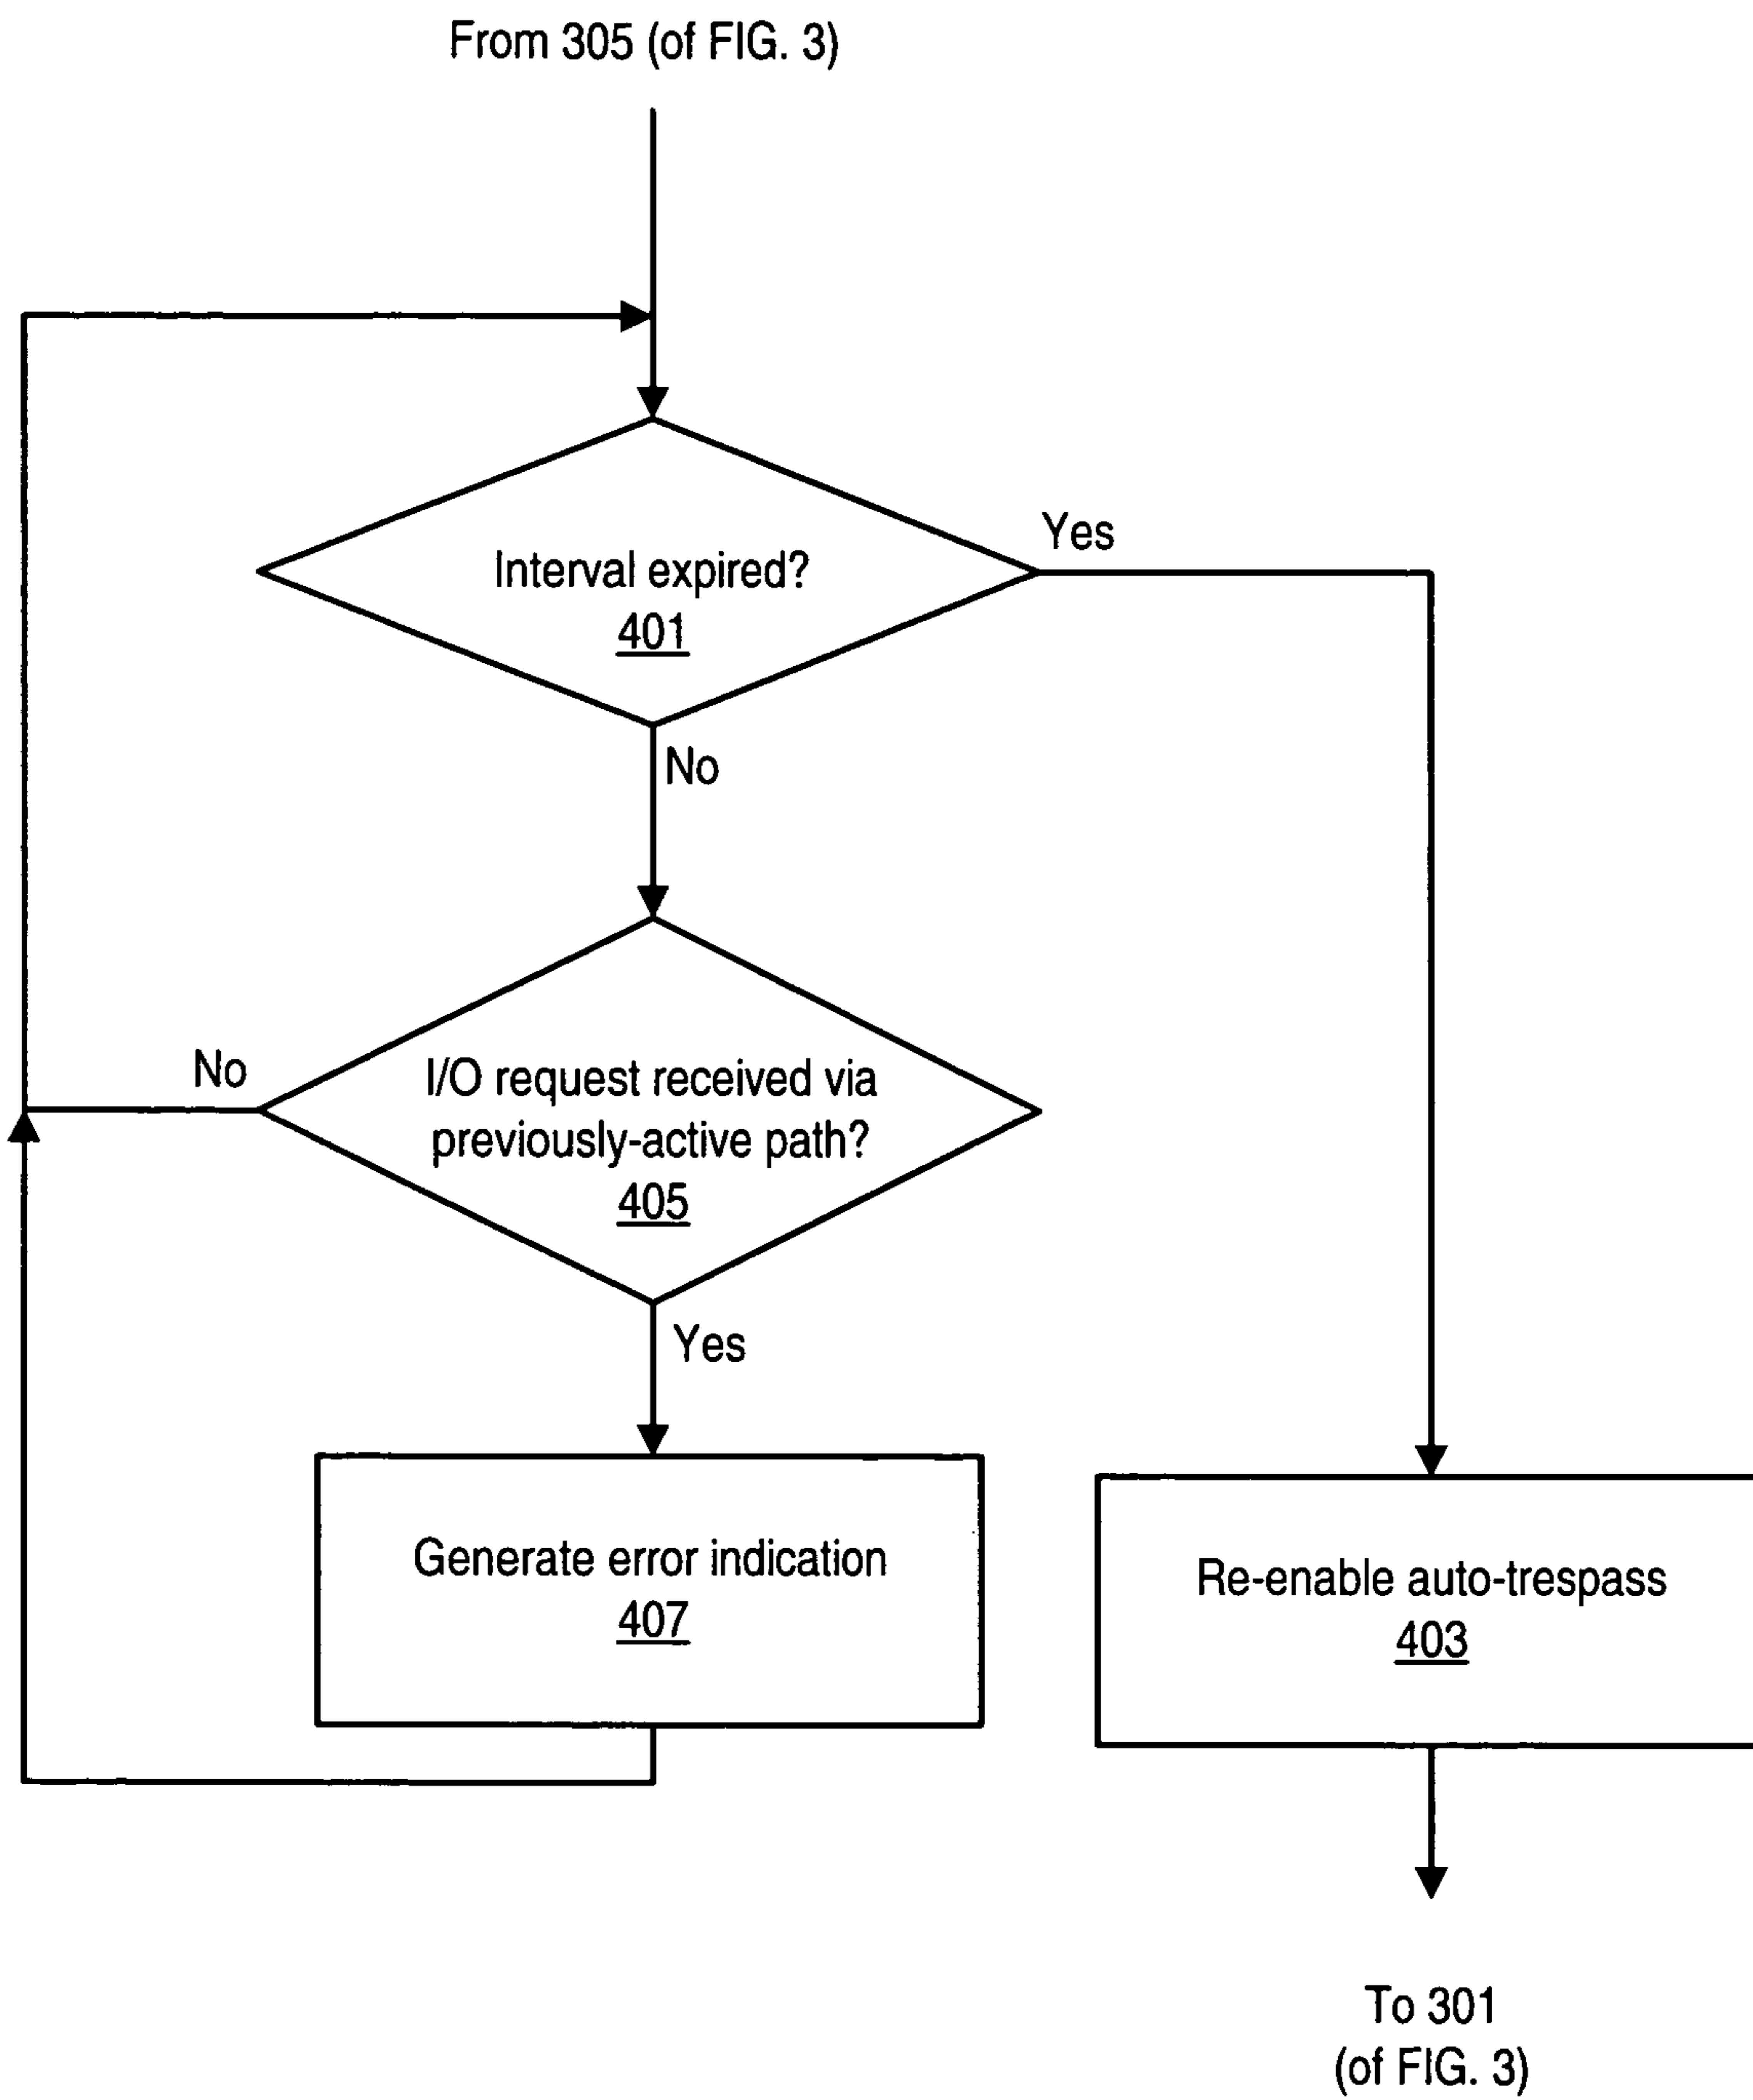 From 305 (of FIG. 3)
Interval expired?
401
Yes
No
I/O request received via
previously-active path?
405
No
Yes
Generate error indication
407
Re-enable auto-trespass
403
To 301
(of FIG. 3)